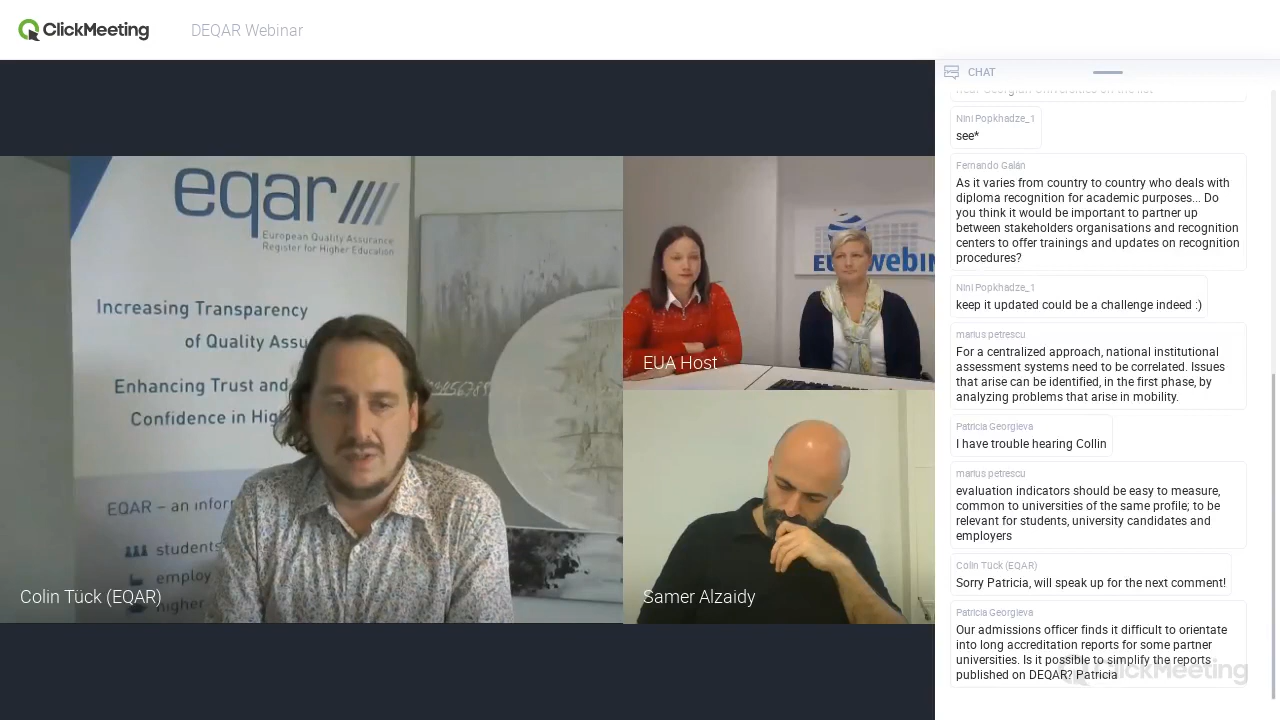 ClickMeeting
DEQAR Webinar
eqar
European Quality Assurance
Register for Higher Education
Increasing Transparency
of Quality Assu
Enhancing Trust and
Confidence in Hig
EQAR – an infor
students
employ
higher
Colin Tück (EQAR)
EUA Host
Samer Alzaidy
CHAT
Nini Popkhadze_1
see*
Fernando Galán
As it varies from country to country who deals with
diploma recognition for academic purposes... Do
you think it would be important to partner up
between stakeholders organisations and recognition
centers to offer trainings and updates on recognition
procedures?
Nini Popkhadze_1
keep it updated could be a challenge indeed :)
marius petrescu
For a centralized approach, national institutional
assessment systems need to be correlated. Issues
that arise can be identified, in the first phase, by
analyzing problems that arise in mobility.
Patricia Georgieva
I have trouble hearing Collin
marius petrescu
evaluation indicators should be easy to measure,
common to universities of the same profile; to be
relevant for students, university candidates and
employers
Colin Tück (EQAR)
Sorry Patricia, will speak up for the next comment!
Patricia Georgieva
Our admissions officer finds it difficult to orientate
into long accreditation reports for some partner
universities. Is it possible to simplify the reports
published on DEQAR? Patricia
ClickMeeting